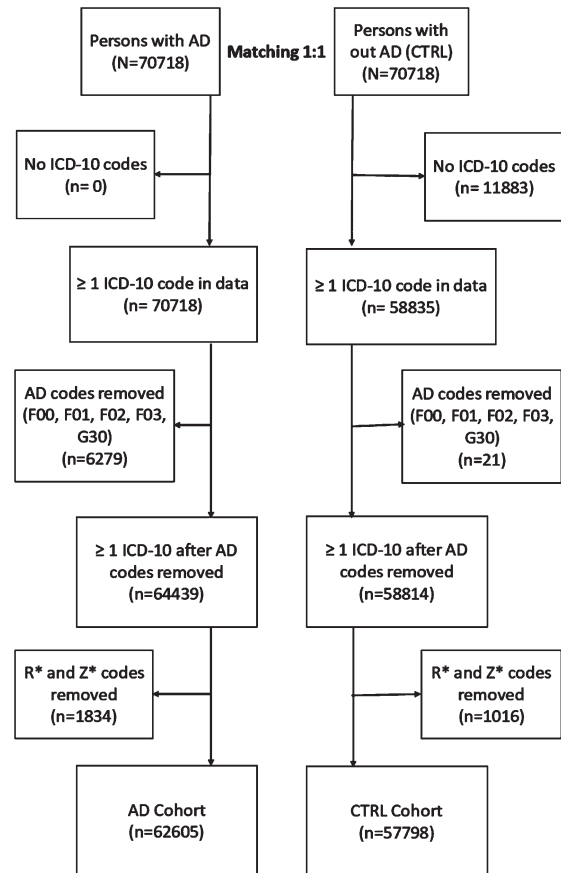 Persons with AD
(N=70718)
Matching 1:1
Persons with
out AD (CTRL)
(N=70718)
No ICD-10 codes
(n= 0)
No ICD-10 codes
(n= 11883)
≥ 1 ICD-10 code in data
(n= 70718)
≥ 1 ICD-10 code in data
(n= 58835)
AD codes removed
(F00, F01, F02, F03,
G30)
n=6279)
AD codes removed
(F00, F01, F02, F03,
G30)
(n=21)
≥ 1 ICD-10 after AD
codes removed
(n=64439)
≥ 1 ICD-10 after AD
codes removed
(n=58814)
R* and Z* codes
removed
(n=1834)
R* and Z* codes
removed
(n=1016)
AD Cohort
(n=62605)
CTRL Cohort
(n=57798)